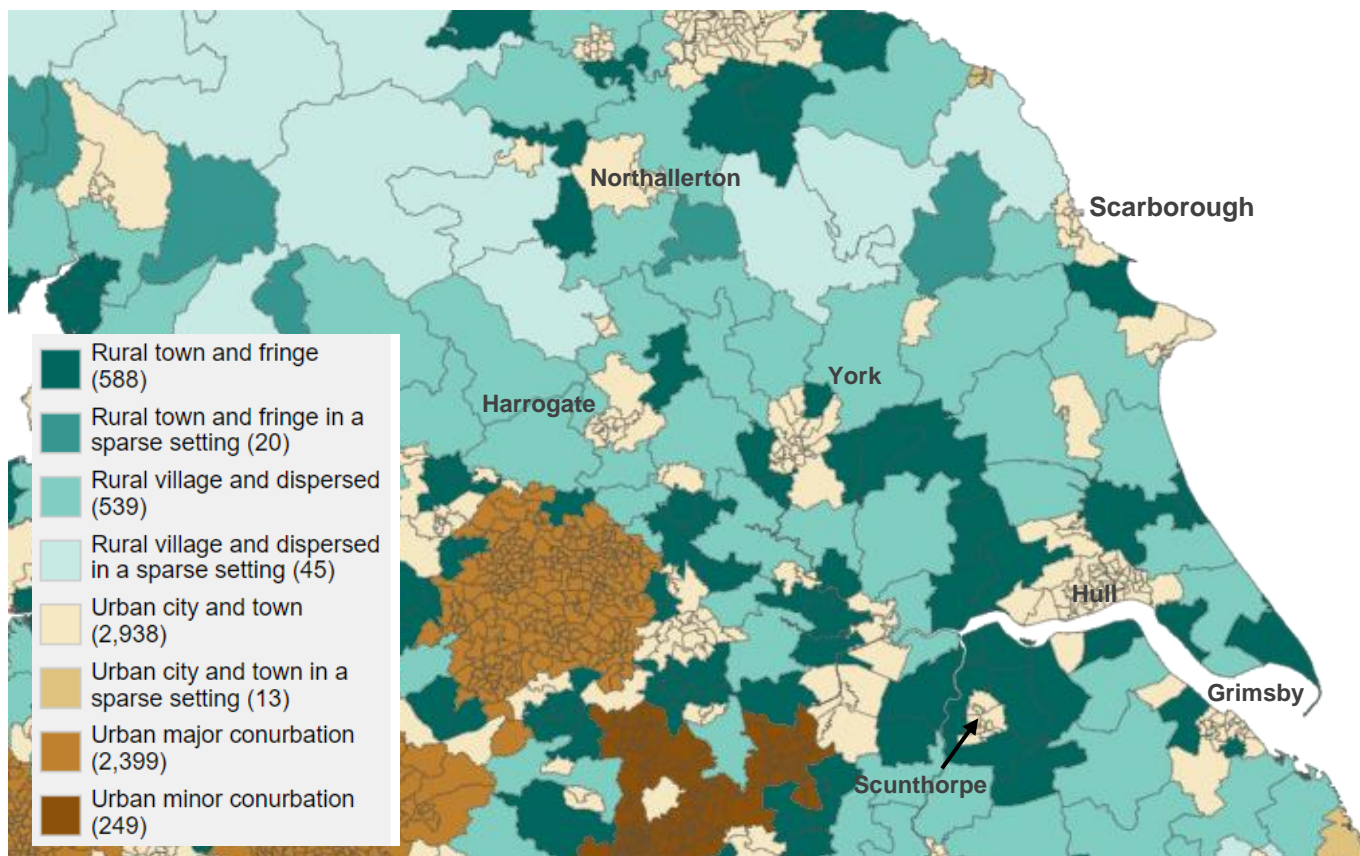 Northallerton
Scarborough
Rural town and fringe
(588)
Rural town and fringe in a
sparse setting (20)
Rural village and dispersed
(539)
Rural village and dispersed
in a sparse setting (45)
Urban city and town
(2,938)
Urban city and town in a
sparse setting (13)
Urban major conurbation
(2,399)
Urban minor conurbation
(249)
York
Harrogate
Hull
Grimsby
Scunthorpe